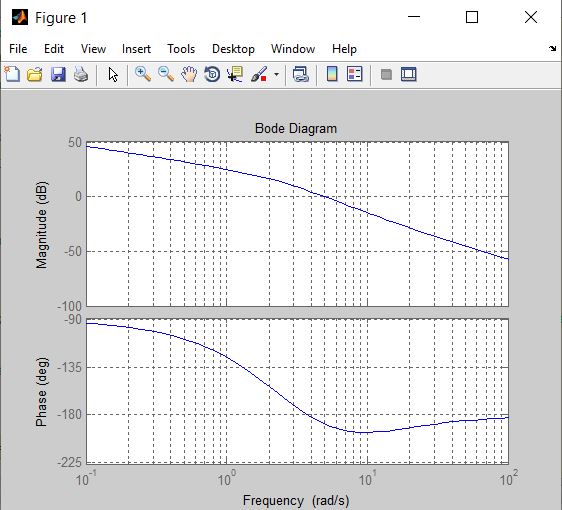 Figure 1
File Edit View Insert Tools Desktop Window Help
Bode Diagram
50
0
-50
-100
Magnitude (dB)
-90
-135
-180
-225
Phase (deg)
10^-1 10^0 10^1 10^2
Frequency (rad/s)